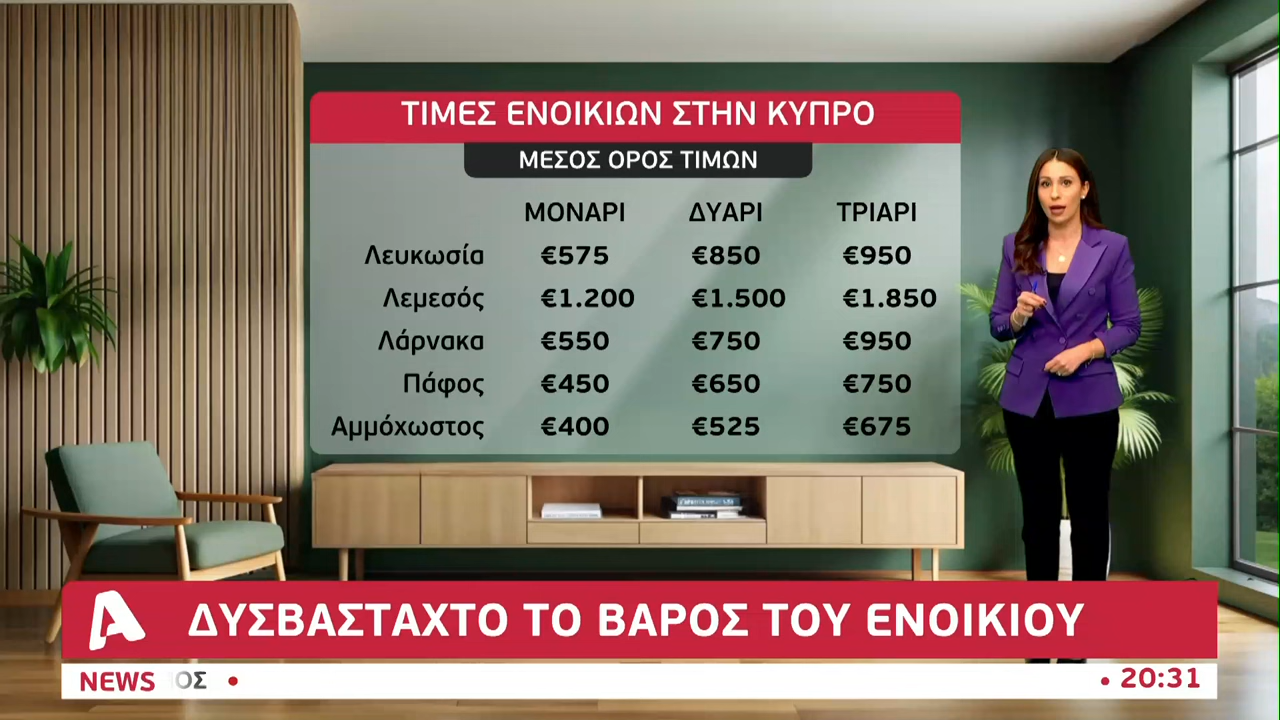 ΤΙΜΕΣ ΕΝΟΙΚΙΩΝ ΣΤΗΝ ΚΥΠΡΟ
ΜΕΣΟΣ ΟΡΟΣ ΤΙΜΩΝ
ΜΟΝΑΡΙ ΔΥΑΡΙ ΤΡΙΑΡΙ
Λευκωσία €575 €850 €950
Λεμεσός €1.200 €1.500 €1.850
Λάρνακα €550 €750 €950
Πάφος €450 €650 €750
Αμμόχωστος €400 €525 €675
ΔΥΣΒΑΣΤΑΧΤΟ ΤΟ ΒΑΡΟΣ ΤΟΥ ΕΝΟΙΚΙΟΥ
NEWS ΙΟΣ • • 20:31